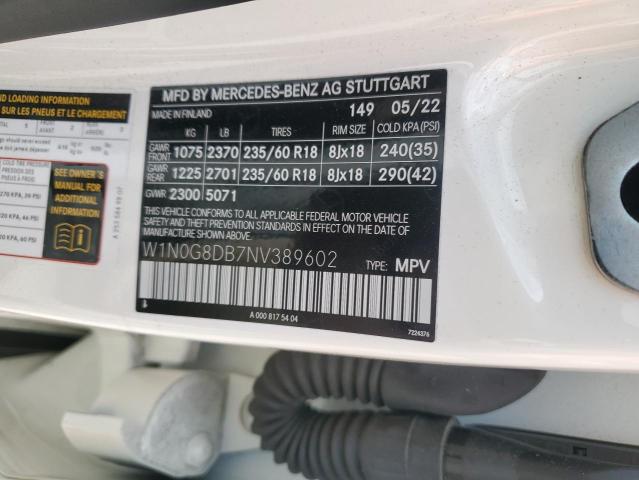 MFD BY MERCEDES-BENZ AG STUTTGART
MADE IN FINLAND 149 05/22
KG LB TIRES RIM SIZE COLD KPA (PSI)
GAWR FRONT 1075 2370 235/60 R18 8Jx18 240(35)
GAWR REAR 1225 2701 235/60 R18 8Jx18 290(42)
GVWR 2300 5071
THIS VEHICLE CONFORMS TO ALL APPLICABLE FEDERAL MOTOR VEHICLE
SAFETY AND THEFT PREVENTION STANDARDS IN EFFECT ON THE DATE
OF MANUFACTURE SHOWN ABOVE.
W1N0G8DB7NV389602 TYPE: MPV
A 000 817 54 04
7224376
LOADING INFORMATION
SUR LES PNEUS ET LE CHARGEMENT
COLD TIRE PRESSURE
SEE OWNER'S
MANUAL FOR
ADDITIONAL
INFORMATION